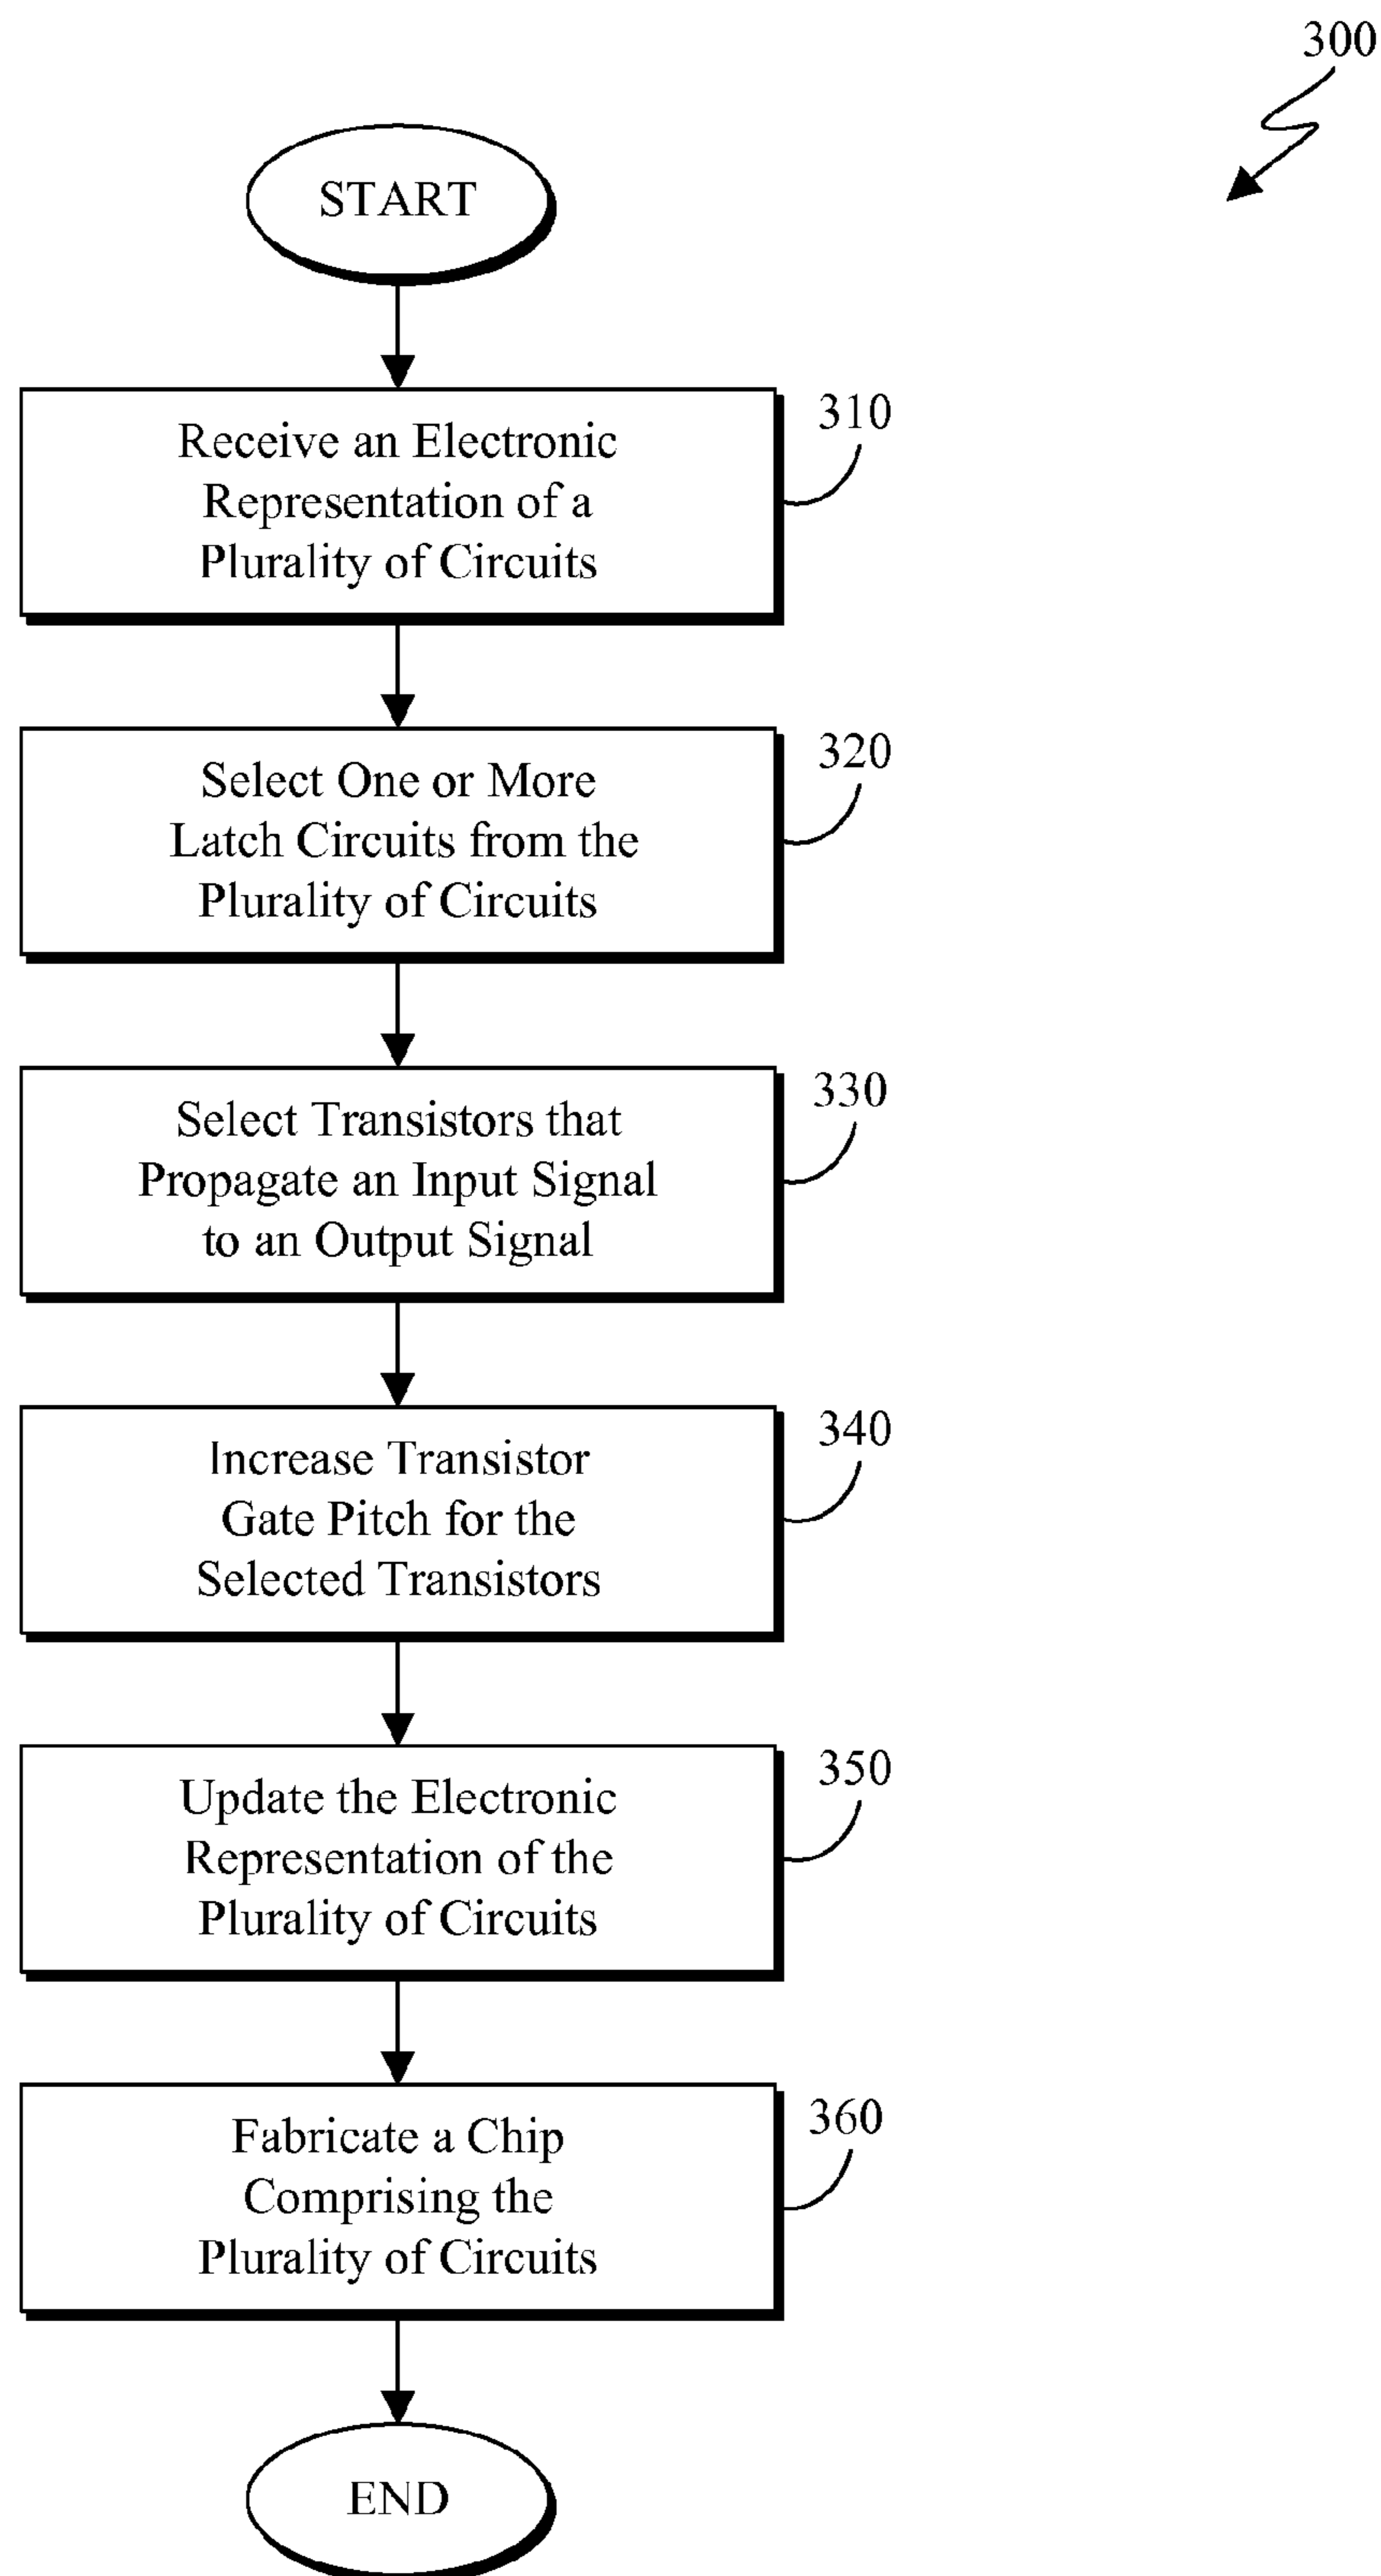 300
START
Receive an Electronic
Representation of a
Plurality of Circuits
310
Select One or More
Latch Circuits from the
Plurality of Circuits
320
Select Transistors that
Propagate an Input Signal
to an Output Signal
330
Increase Transistor
Gate Pitch for the
Selected Transistors
340
Update the Electronic
Representation of the
Plurality of Circuits
350
Fabricate a Chip
Comprising the
Plurality of Circuits
360
END